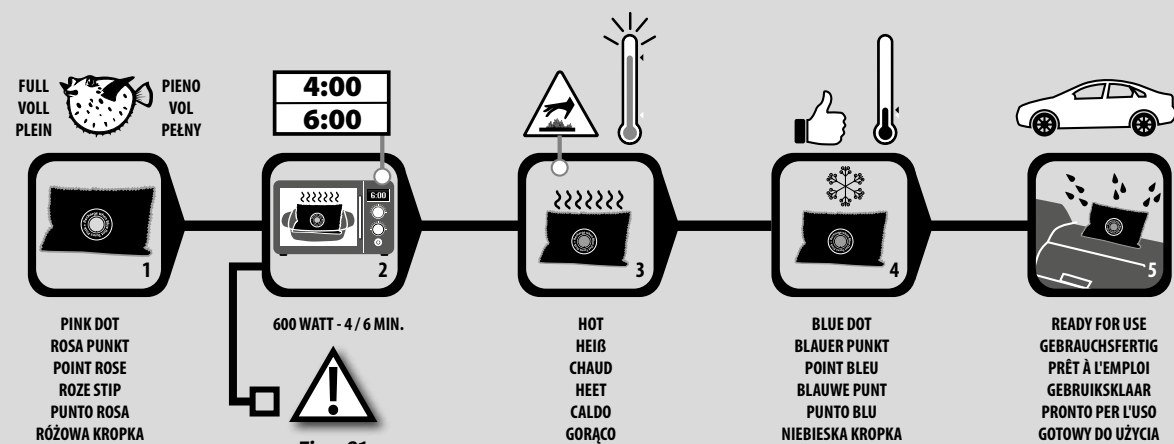 FULL
VOLL
PLEIN
PIENO
VOL
PEŁNY
1
4:00
6:00
6:00
2
3
4
5
PINK DOT
ROSA PUNKT
POINT ROSE
ROZE STIP
PUNTO ROSA
RÓŻOWA KROPKA
600 WATT - 4 / 6 MIN.
HOT
HEIß
CHAUD
HEET
CALDO
GORĄCO
BLUE DOT
BLAUER PUNKT
POINT BLEU
BLAUWE PUNT
PUNTO BLU
NIEBIESKA KROPKA
READY FOR USE
GEBRAUCHSFERTIG
PRÊT À L'EMPLOI
GEBRUIKSKLAAR
PRONTO PER L'USO
GOTOWY DO UŻYCIA